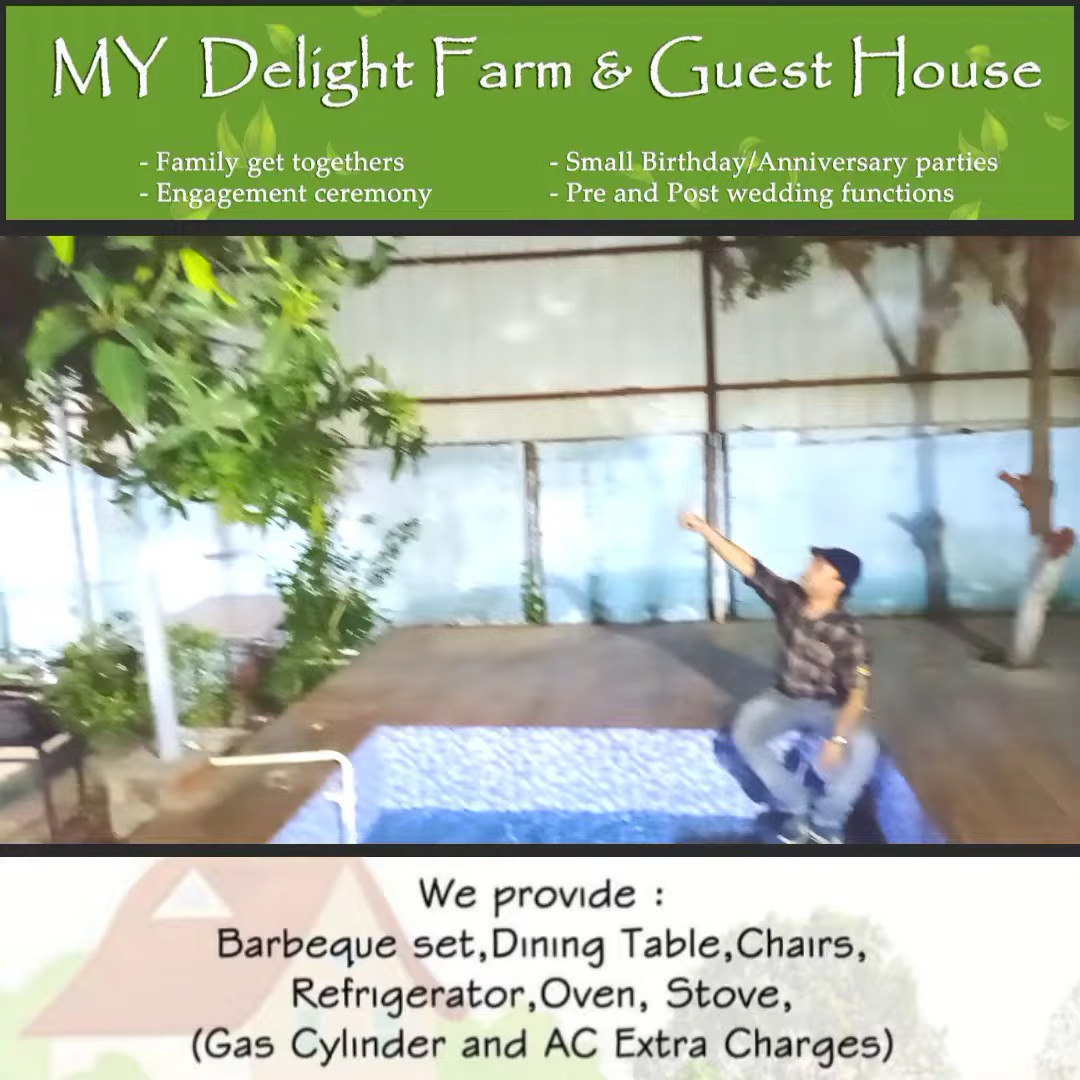 MY Delight Farm & Guest House
- Family get togethers
- Engagement ceremony
- Small Birthday/Anniversary parties
- Pre and Post wedding functions
We provide :
Barbeque set,Dining Table,Chairs,
Refrigerator,Oven, Stove,
(Gas Cylinder and AC Extra Charges)